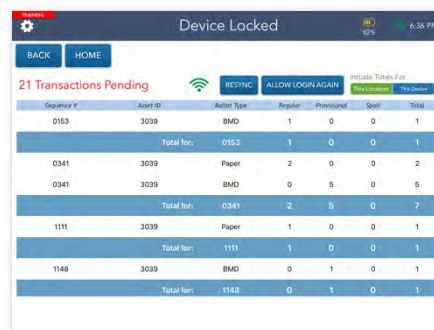 TRAINING
Device Locked
82%
6:36 PM
BACK HOME
21 Transactions Pending
RESYNC ALLOW LOGIN AGAIN
Include Totals For
This Location This Device
Sequence # Asset ID Ballot Type Regular Provisional Spoil Total
0153 3039 BMD 1 0 0 1
Total for: 0153 1 0 0 1
0341 3039 Paper 2 0 0 2
0341 3039 BMD 0 5 0 5
Total for: 0341 2 5 0 7
1111 3039 Paper 1 0 0 1
Total for: 1111 1 0 0 1
1148 3039 BMD 0 1 0 1
Total for: 1148 0 1 0 1